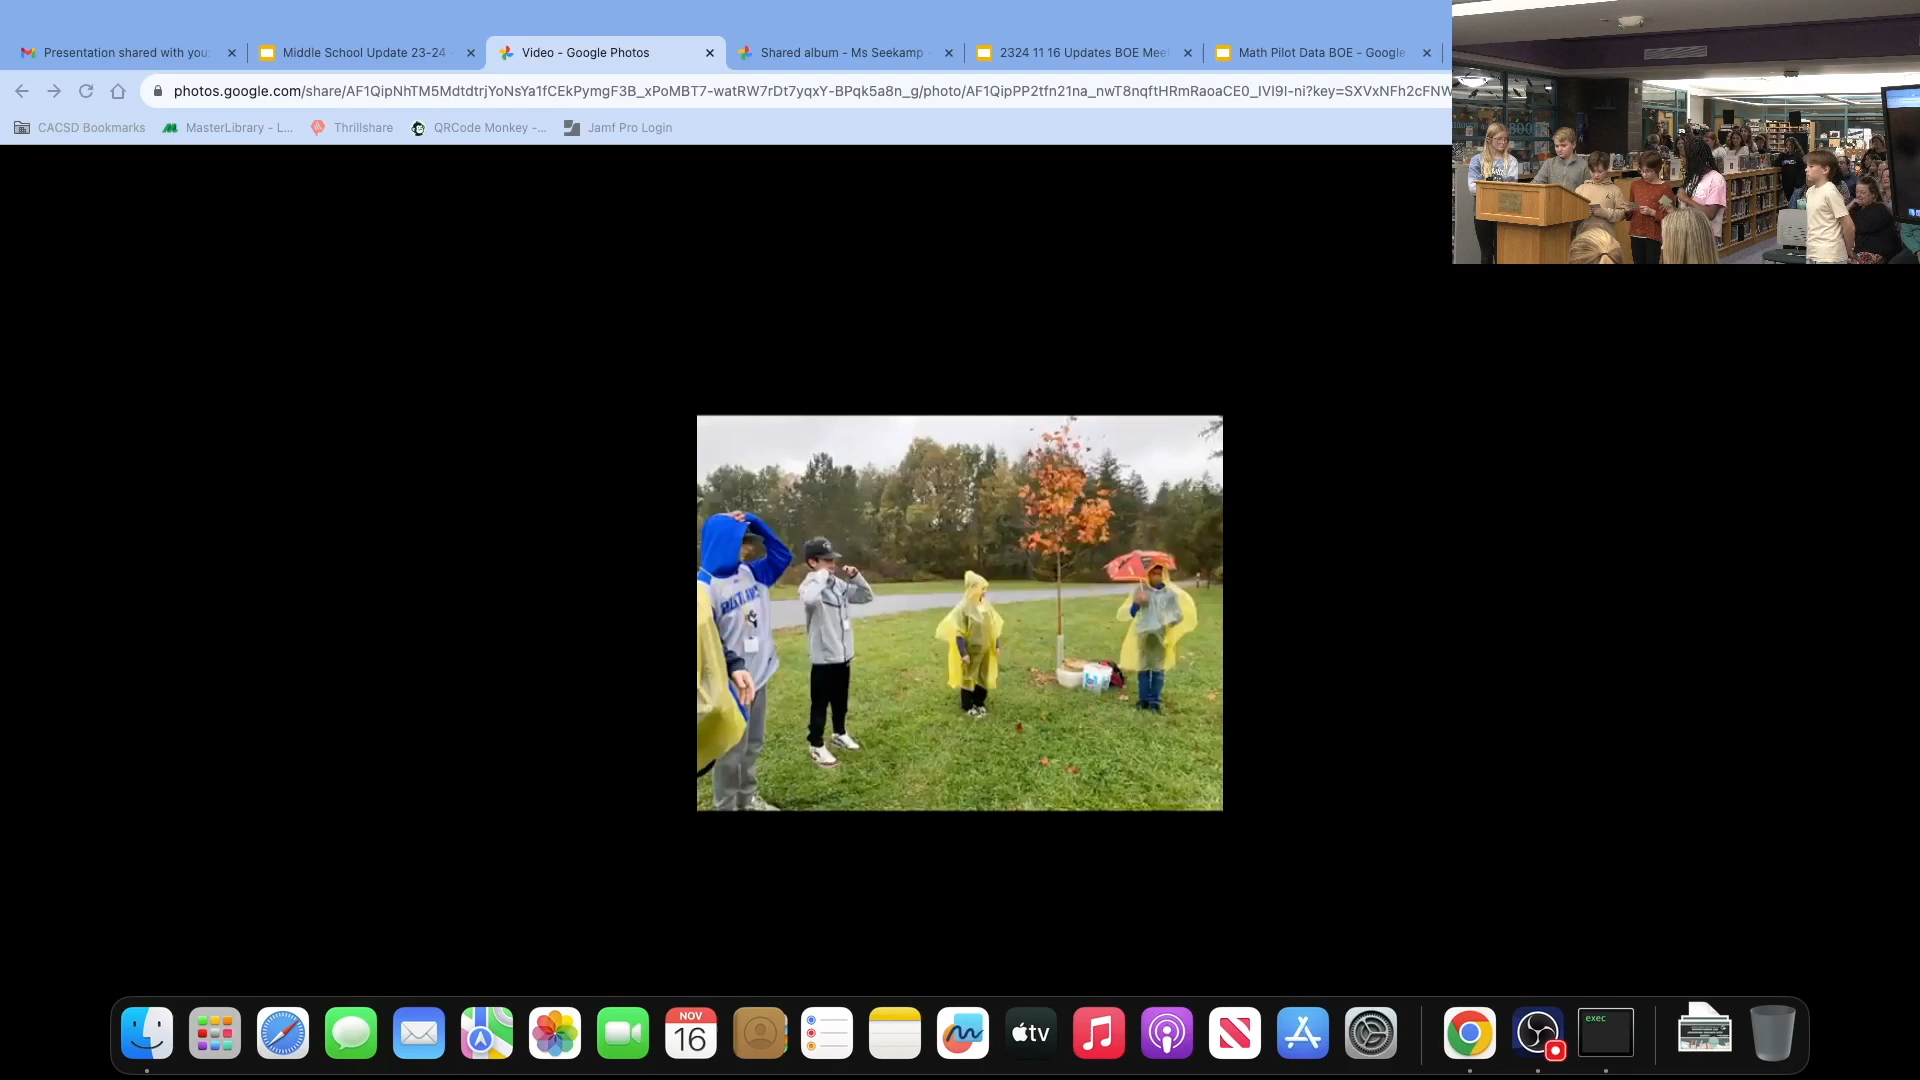 Presentation shared with you:
Middle School Update 23-24 -
Video - Google Photos
Shared album - Ms Seekamp -
2324 11 16 Updates BOE Meet
Math Pilot Data BOE - Google
photos.google.com/share/AF1QipNhTM5MdtdtrjYoNsYa1fCEkPymgF3B_xPoMBT7-watRW7rDt7yqxY-BPqk5a8n_g/photo/AF1QipPP2tfn21na_nwT8nqftHRmRaoaCE0_IVI9l-ni?key=SXVxNFh2cFNW
CACSD Bookmarks
MasterLibrary - L...
Thrillshare
QRCode Monkey -...
Jamf Pro Login
NOV
16
tv
exec